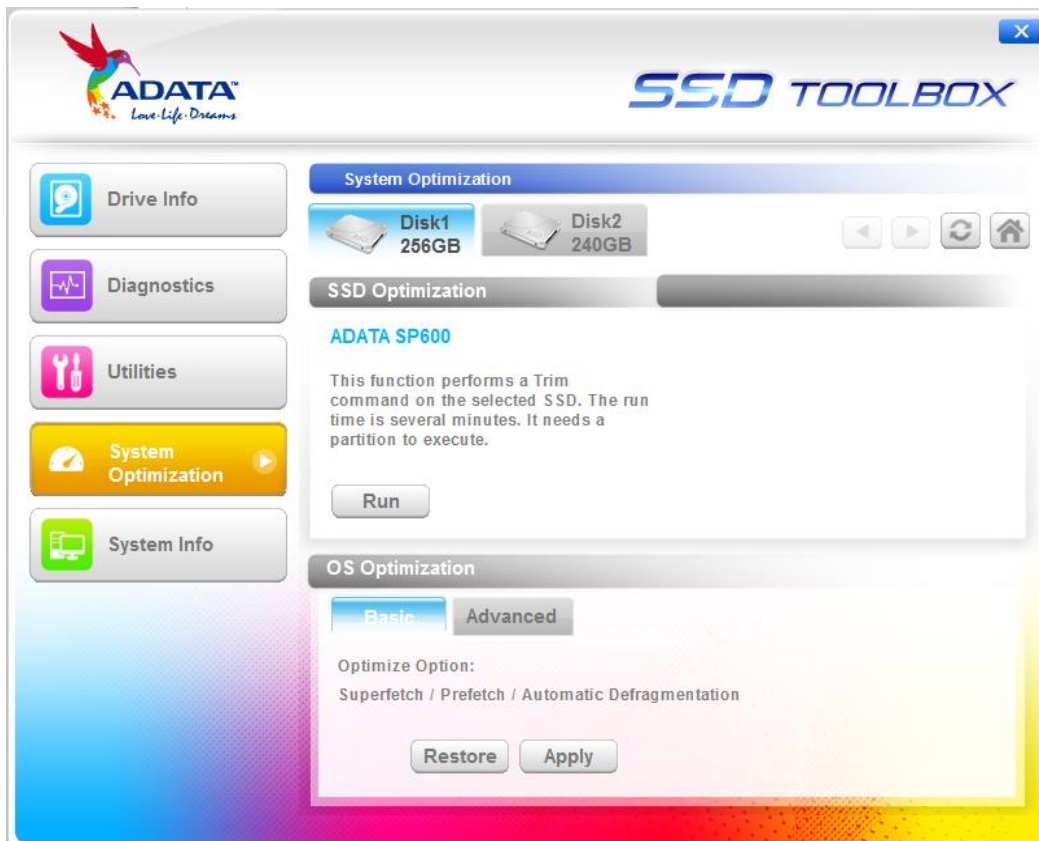 ADATA™
Love·Life·Dreams
SSD TOOLBOX
Drive Info
Diagnostics
Utilities
System
Optimization
System Info
System Optimization
Disk1
256GB
Disk2
240GB
SSD Optimization
ADATA SP600
This function performs a Trim
command on the selected SSD. The run
time is several minutes. It needs a
partition to execute.
Run
OS Optimization
Basic
Advanced
Optimize Option:
Superfetch / Prefetch / Automatic Defragmentation
Restore
Apply